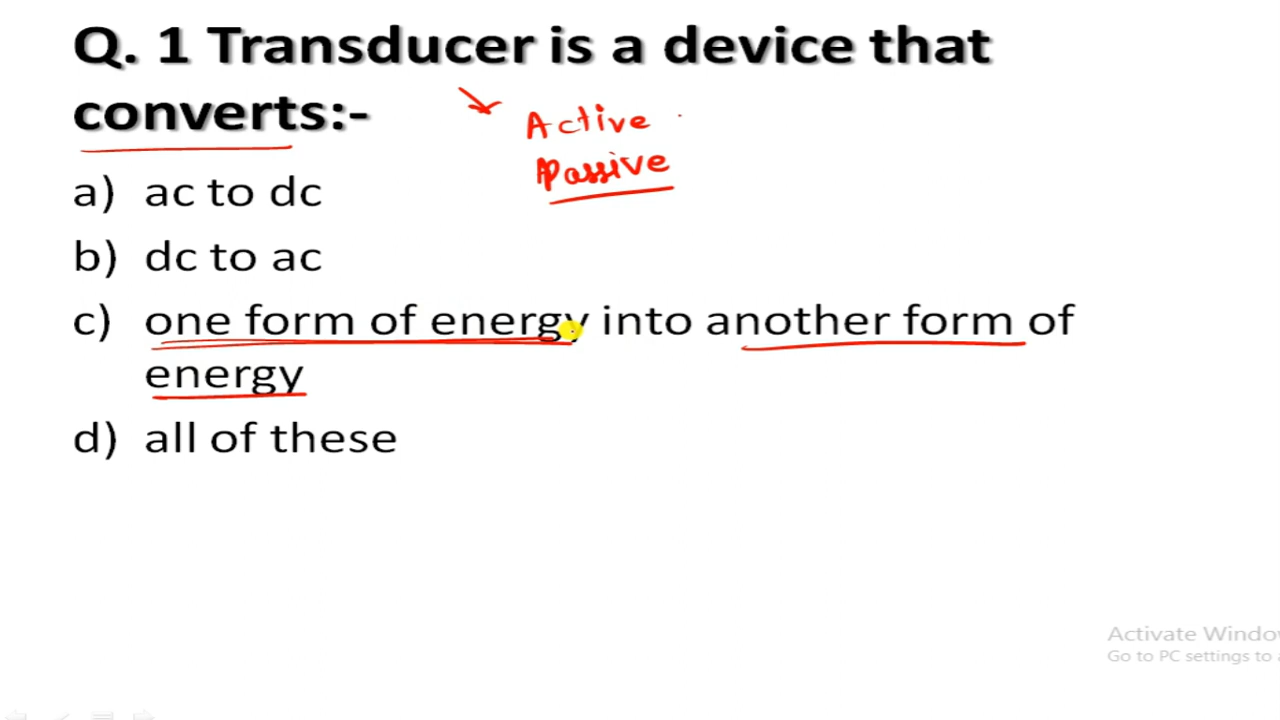 Q. 1 Transducer is a device that
converts:-
Active
Passive
a) ac to dc
b) dc to ac
c) one form of energy into another form of
energy
d) all of these
Activate Windo
Go to PC settings to a